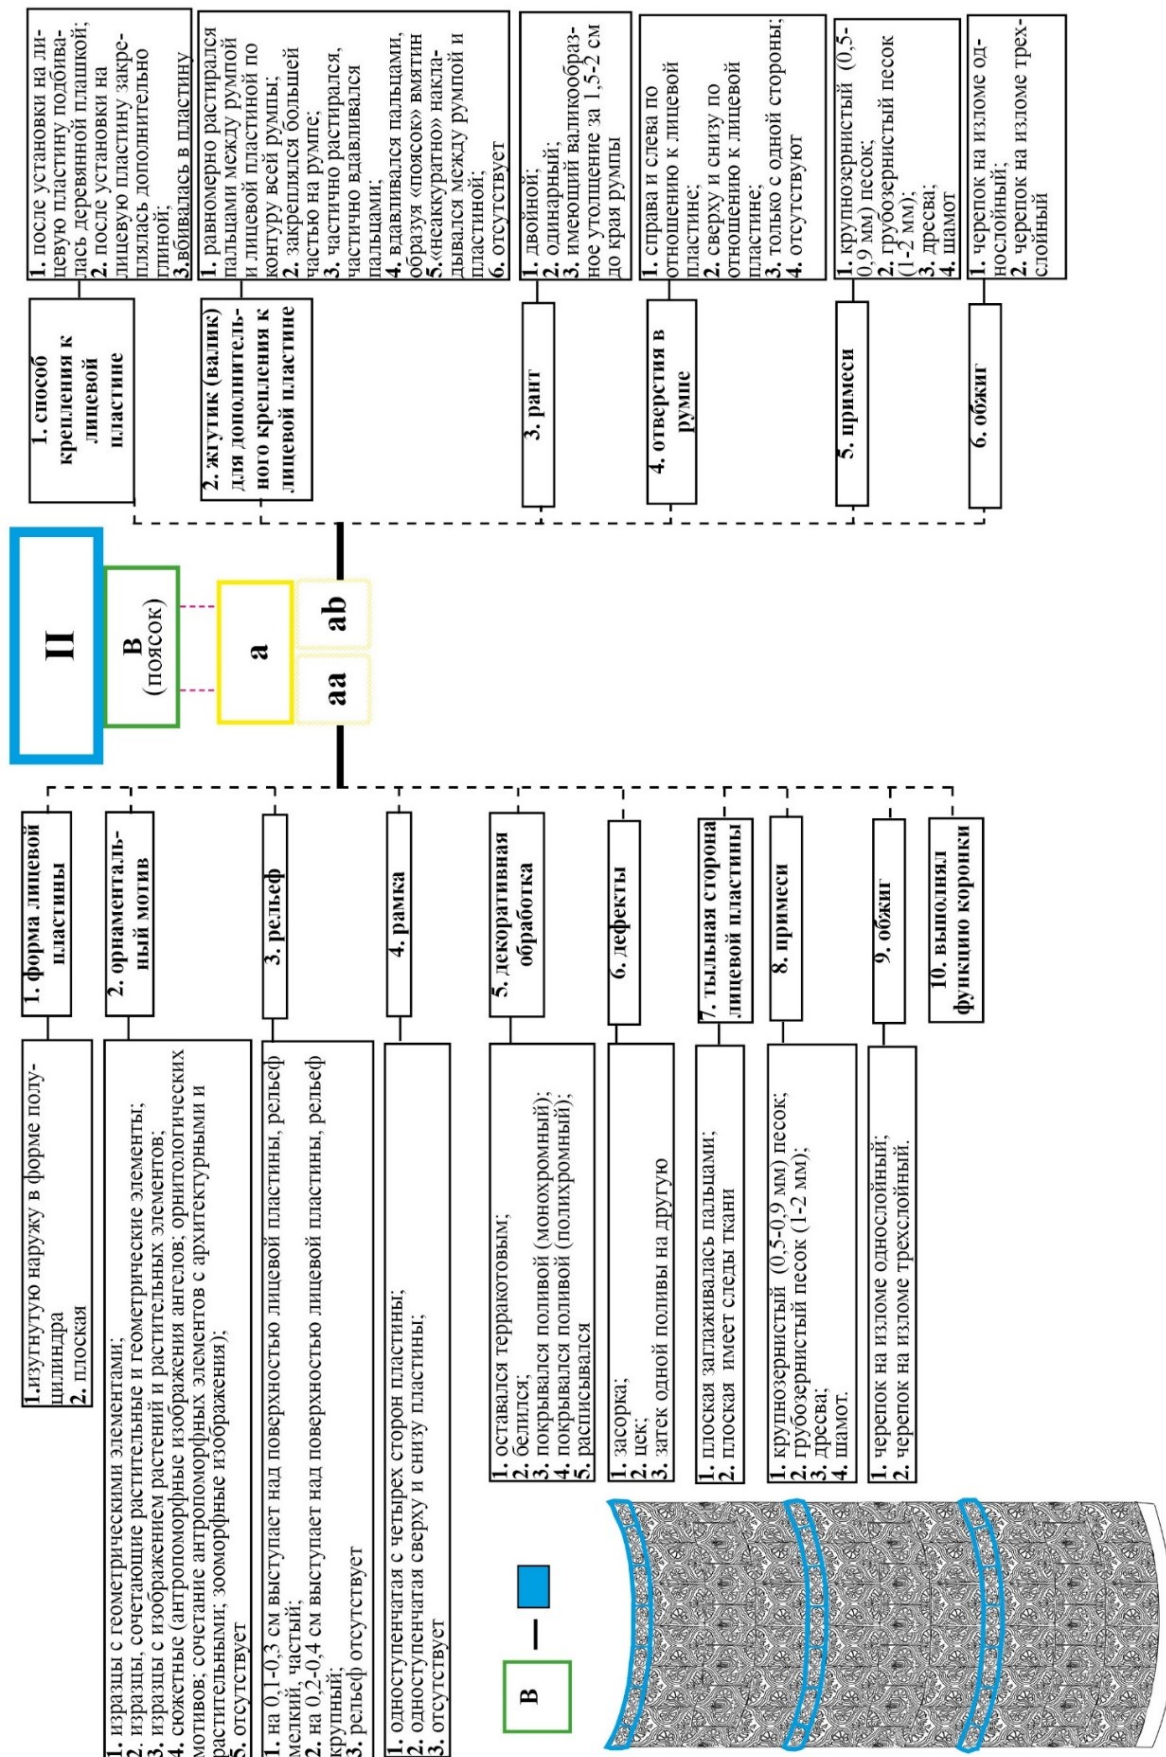 II
В
(поясок)
а
аа
ab
1. форма лицевой
пластины
1.изугнутую наружу в форме полу-
цилиндра
2. плоская
2. орнаменталь-
ный мотив
1. изразцы с геометрическими элементами;
2. изразцы, сочетающие растительные и геометрические элементы;
3. изразцы с изображением растений и растительных элементов;
4. сюжетные (антропоморфные изображения ангелов; орнитологических
мотивов; сочетание антропоморфных элементов с архитектурными и
растительными; зооморфные изображения);
5. отсутствует
3. рельеф
1. на 0,1-0,3 см выступает над поверхностью лицевой пластины, рельеф
мелкий, частый;
2. на 0,2-0,4 см выступает над поверхностью лицевой пластины, рельеф
крупный;
3. рельеф отсутствует
4. рамка
1. одноступенчатая с четырех сторон пластины;
2. одноступенчатая сверху и снизу пластины;
3. отсутствует
5. декоративная
обработка
1. оставался терракотовым;
2. белился;
3. покрывался поливой (монохромный);
4. покрывался поливой (полихромный);
5. расписывался
6. дефекты
1. засорка;
2. цек;
3. затек одной поливы на другую
7. тыльная сторона
лицевой пластины
1. плоская заглаживалась пальцами;
2. плоская имеет следы ткани
8. примеси
1. крупнозернистый (0,5-0,9 мм) песок;
2. грубозернистый песок (1-2 мм);
3. дресва;
4. шамот.
9. обжиг
1. черепок на изломе однослойный;
2. черепок на изломе трехслойный.
10. выполнял
функцию коронки
В
1. способ
крепления к
лицевой
пластине
1. после установки на ли-
цевую пластину подбива-
лась деревянной плашкой;
2. после установки на
лицевую пластину закре-
плялась дополнительно
глиной;
3.вбивалась в пластину
2. жгутик (валик)
для дополнитель-
ного крепления к
лицевой пластине
1. равномерно растирался
пальцами между румпой
и лицевой пластиной по
контуру всей румпы;
2. закреплялся большей
частью на румпе;
3. частично растирался,
частично вдавливался
пальцами;
4. вдавливался пальцами,
образуя «поясок» вмятин
5.«неаккуратно» накла-
дывался между румпой и
пластиной;
6. отсутствует
3. рант
1. двойной;
2. одинарный;
3. имеющий валикообраз-
ное утолщение за 1,5-2 см
до края румпы
4. отверстия в
румпе
1. справа и слева по
отношению к лицевой
пластине;
2. сверху и снизу по
отношению к лицевой
пластине;
3. только с одной стороны;
4. отсутствуют
5. примеси
1. крупнозернистый (0,5-
0,9 мм) песок;
2. грубозернистый песок
(1-2 мм);
3. дресва;
4. шамот
6. обжиг
1. черепок на изломе од-
нослойный;
2. черепок на изломе трех-
слойный